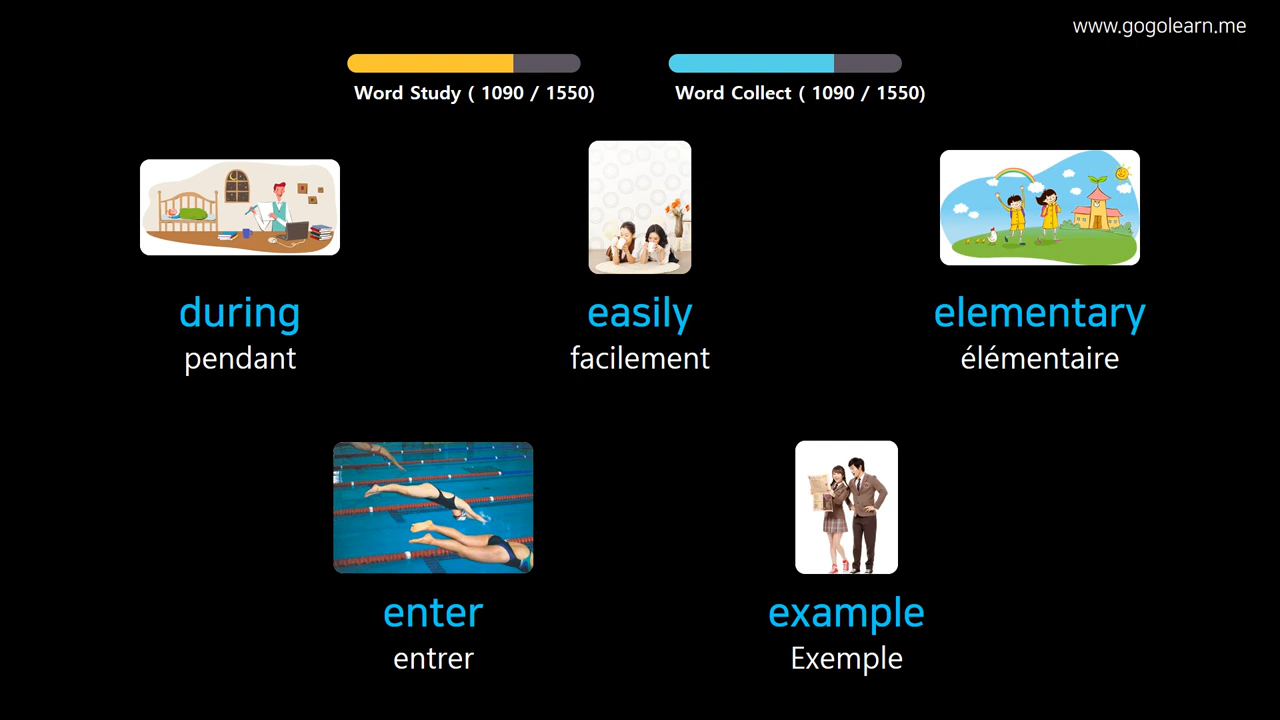 www.gogolearn.me
Word Study ( 1090 / 1550)
Word Collect ( 1090 / 1550)
during
pendant
easily
facilement
elementary
élémentaire
enter
entrer
example
Exemple